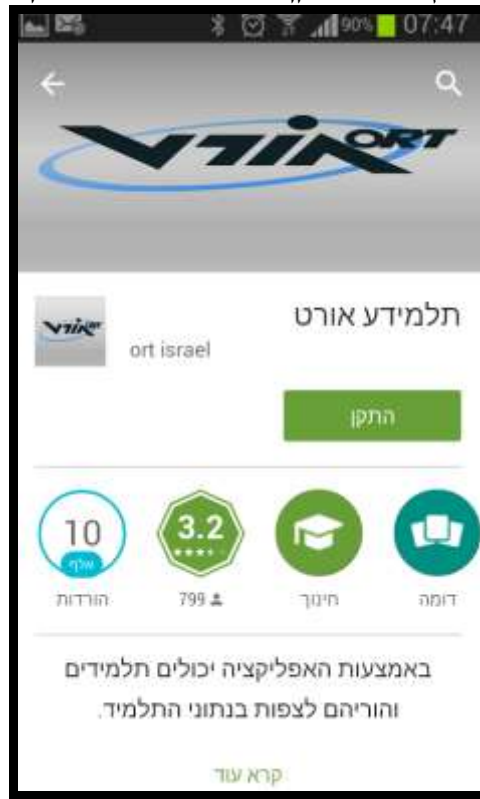 90% 07:47
אורט ORT
תלמידע אורט
ort israel
התקן
10 אלף
3.2
הורדות
799
חינוך
דומה
באמצעות האפליקציה יכולים תלמידים
והוריהם לצפות בנתוני התלמיד.
קרא עוד